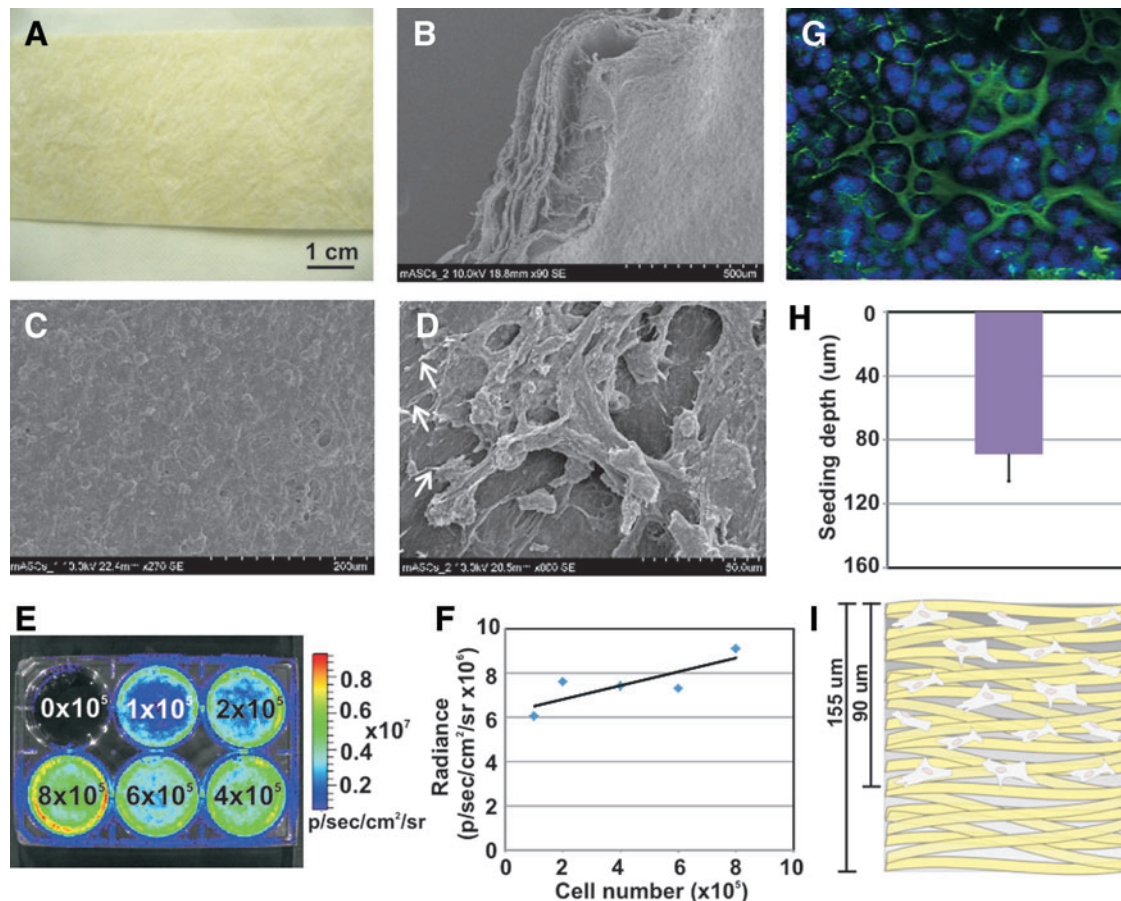 A
1 cm
B
mASCs_2 10.0kV 18.8mm x90 SE
500um
C
200um
D
50.0um
E
0x10⁵
1x10⁵
2x10⁵
8x10⁵
6x10⁵
4x10⁵
0.8
0.6
x10⁷
0.4
0.2
p/sec/cm²/sr
F
Radiance
(p/sec/cm²/sr x10⁶)
10
8
6
4
2
0
0 2 4 6 8 10
Cell number (x10⁵)
G
H
Seeding depth (um)
0
40
80
120
160
I
155 um
90 um